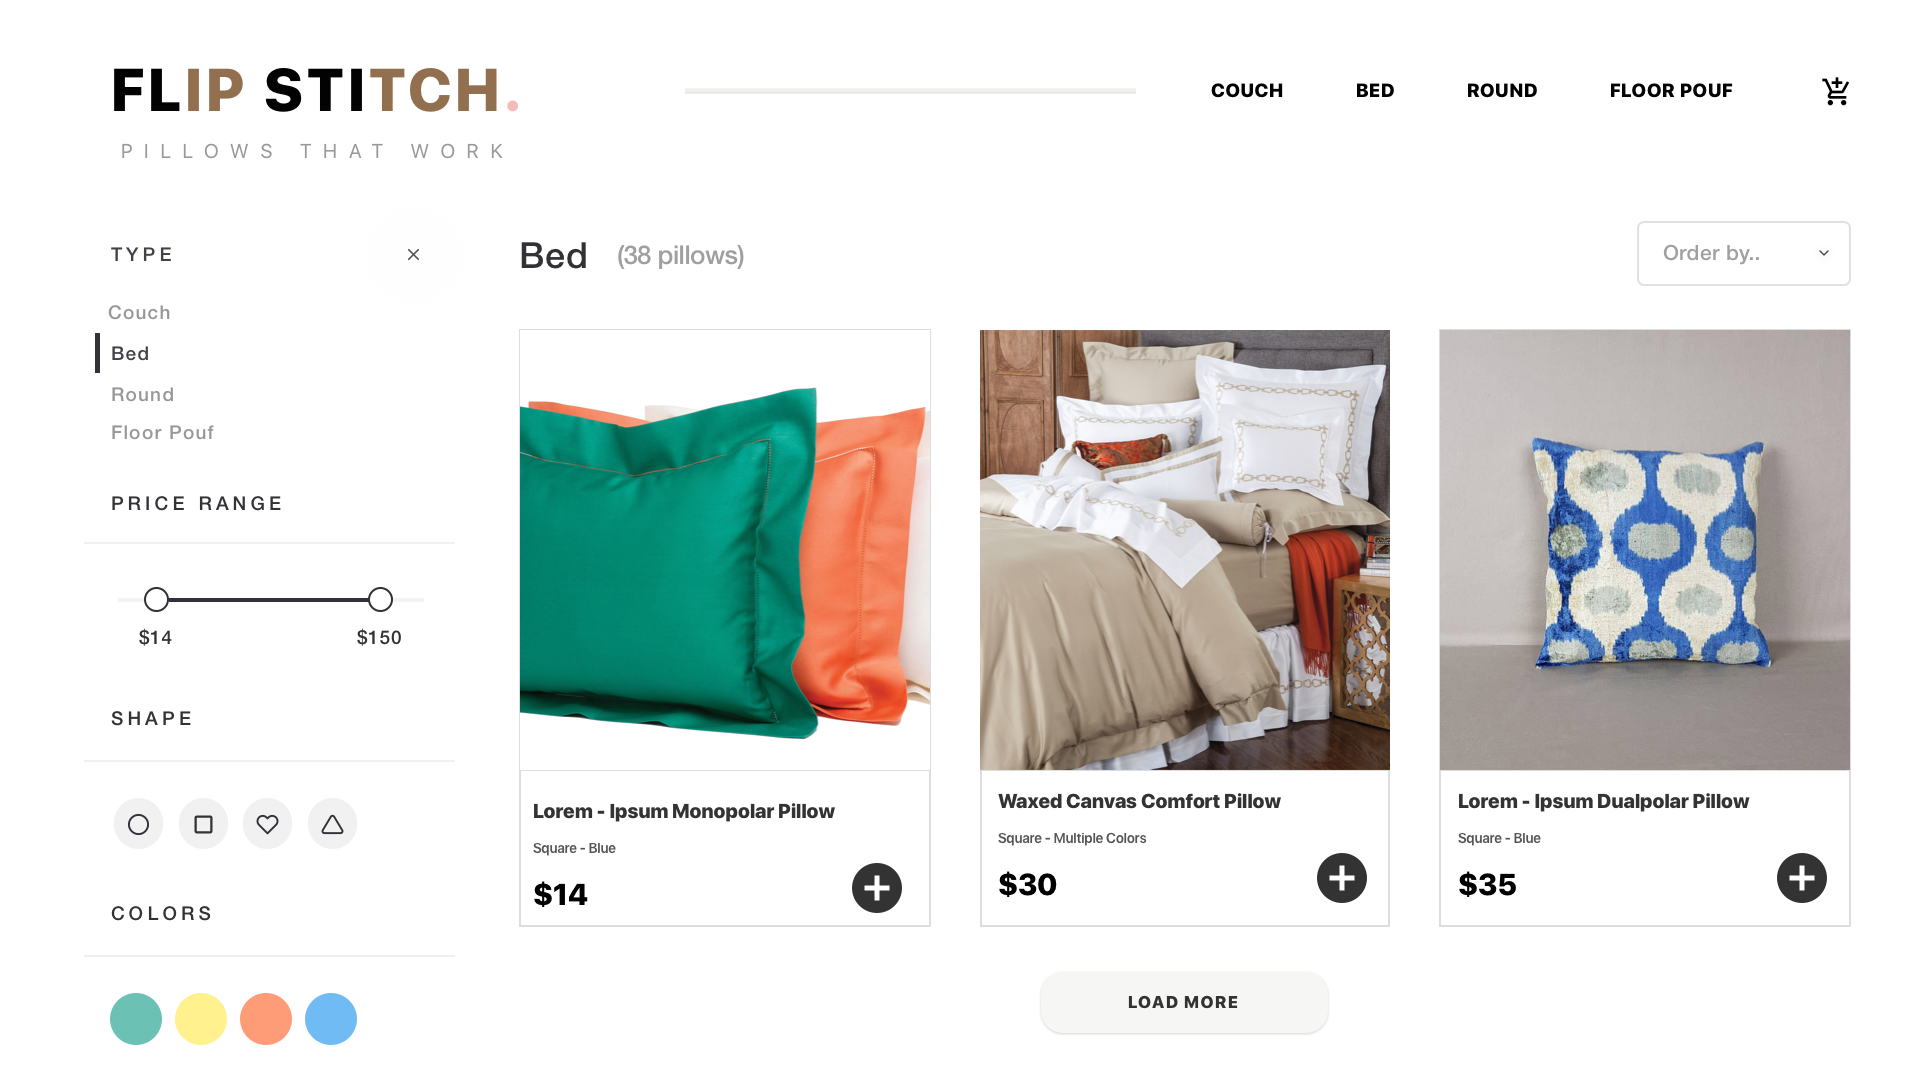 FLIP STITCH.
PILLOWS THAT WORK
COUCH
BED
ROUND
FLOOR POUF
TYPE
Couch
Bed
Round
Floor Pouf
PRICE RANGE
$14
$150
SHAPE
COLORS
Bed
(38 pillows)
Order by..
Lorem - Ipsum Monopolar Pillow
Square - Blue
$14
Waxed Canvas Comfort Pillow
Square - Multiple Colors
$30
Lorem - Ipsum Dualpolar Pillow
Square - Blue
$35
LOAD MORE